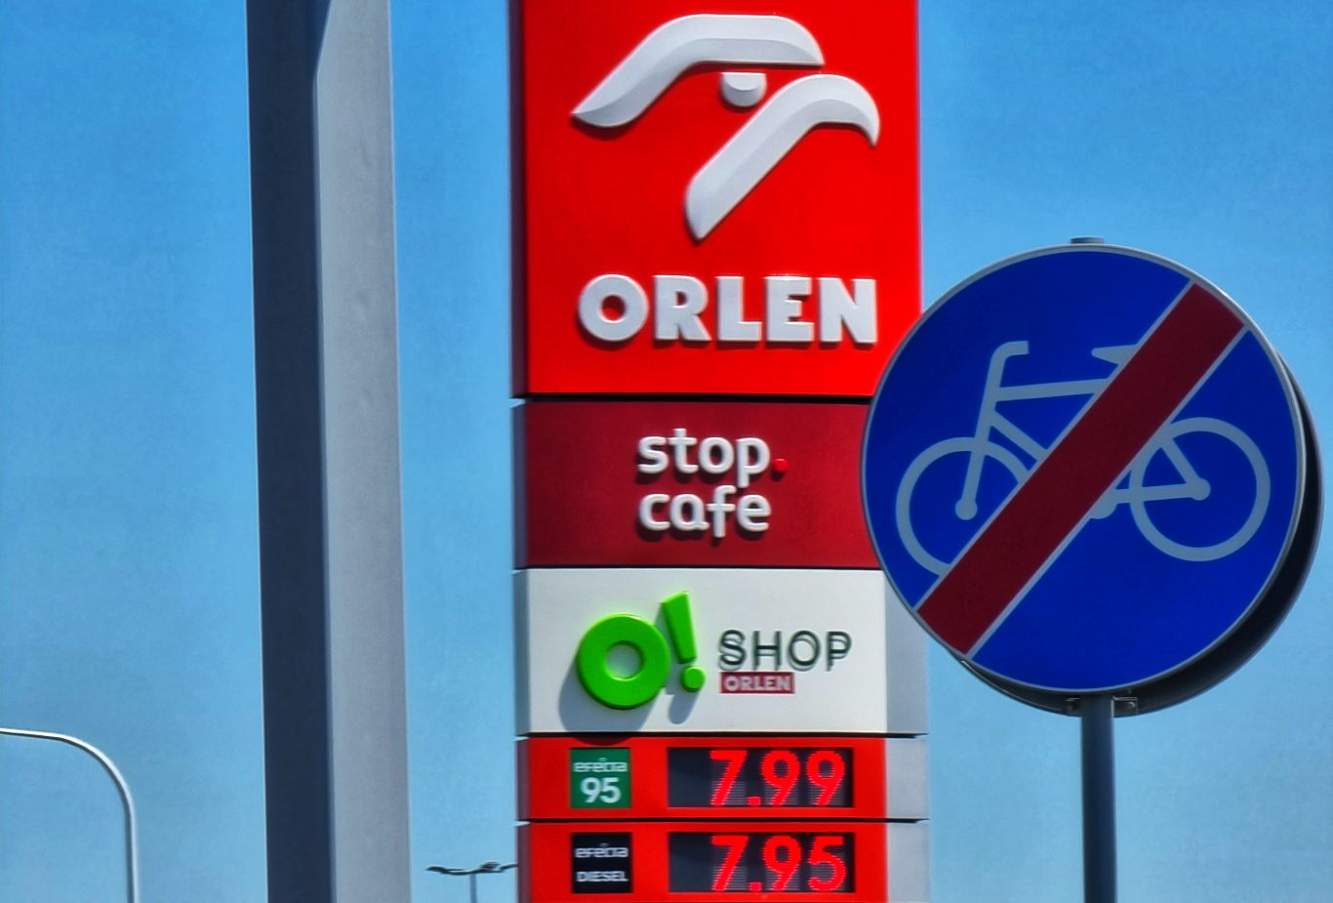 ORLEN
stop.
cafe
O! SHOP
ORLEN
efecta
95
7.99
efecta
DIESEL
7.95